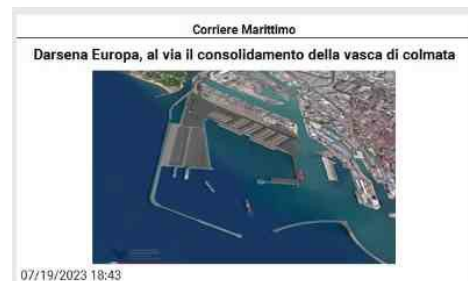 Corriere Marittimo
Darsena Europa, al via il consolidamento della vasca di colmata
07/19/2023 18:43